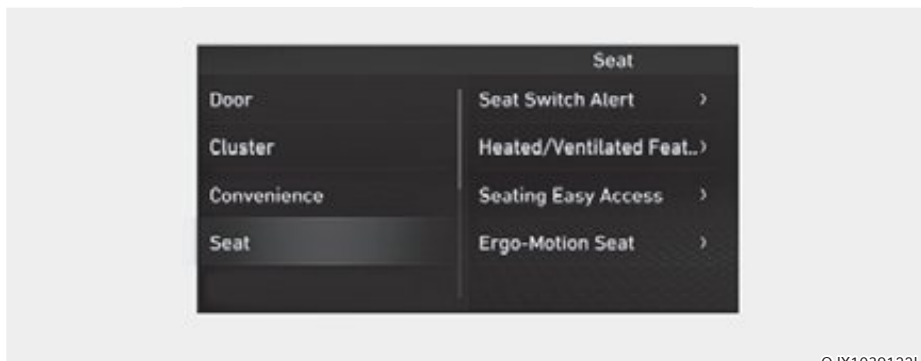 Seat
Door
Cluster
Convenience
Seat
Seat Switch Alert >
Heated/Ventilated Feat..>
Seating Easy Access >
Ergo-Motion Seat >